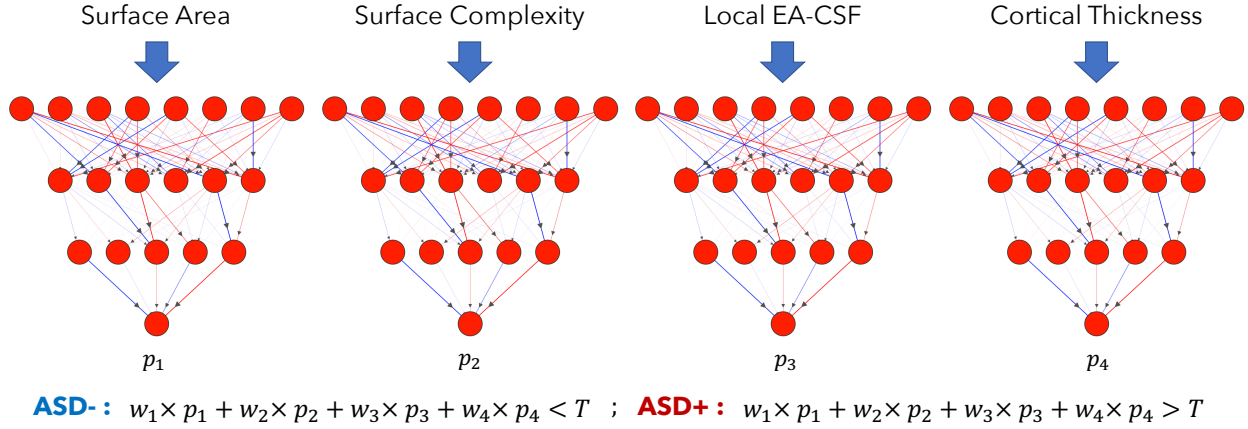 Surface Area Surface Complexity Local EA-CSF Cortical Thickness
p₁ p₂ p₃ p₄
ASD- : w₁× p₁ + w₂× p₂ + w₃× p₃ + w₄× p₄ < T ; ASD+ : w₁× p₁ + w₂× p₂ + w₃× p₃ + w₄× p₄ > T